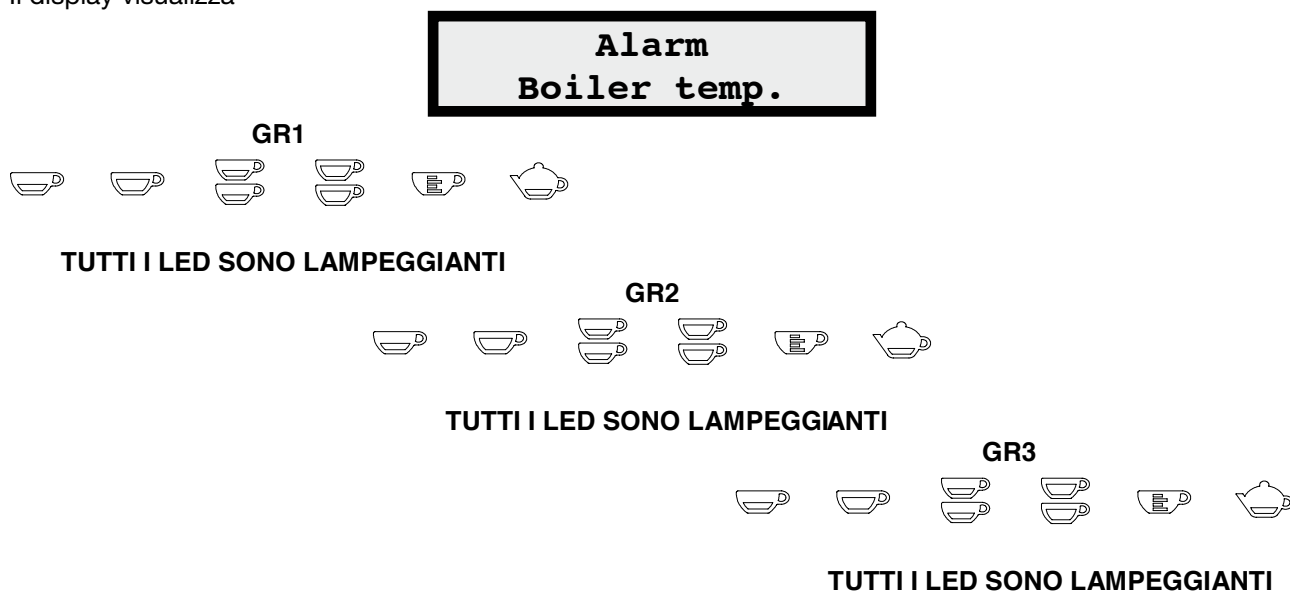 Il display visualizza
Alarm
Boiler temp.
GR1
TUTTI I LED SONO LAMPEGGIANTI
GR2
TUTTI I LED SONO LAMPEGGIANTI
GR3
TUTTI I LED SONO LAMPEGGIANTI